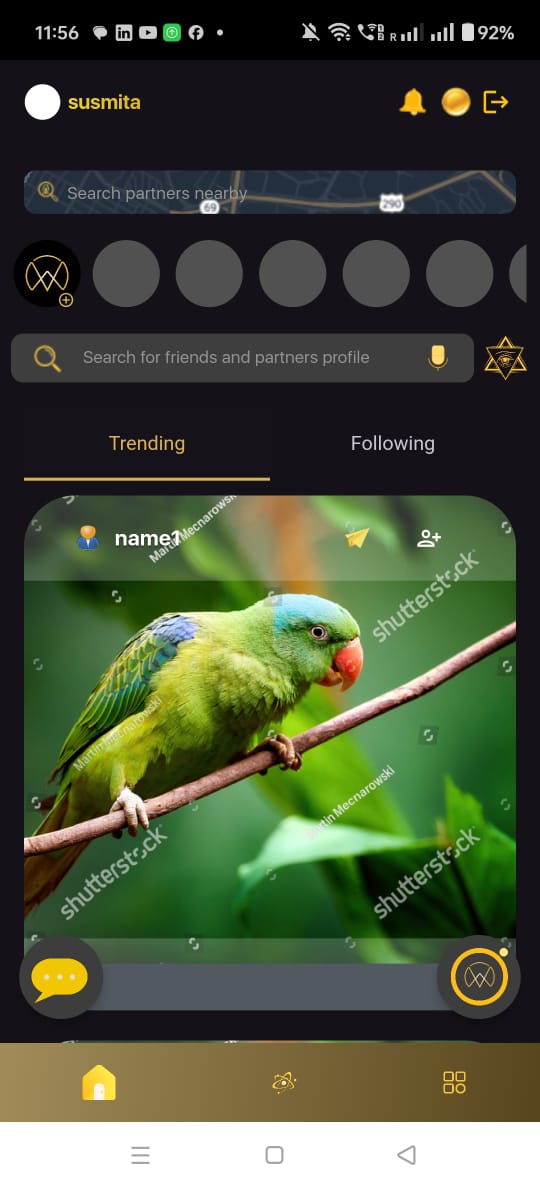 11:56
R
92%
susmita
Search partners nearby
69
290
Search for friends and partners profile
Trending
Following
name1
Martin Mecnarowski
shutterstock
Martin Mecnarowski
Martin Mecnarowski
shutterstock
shutterstock